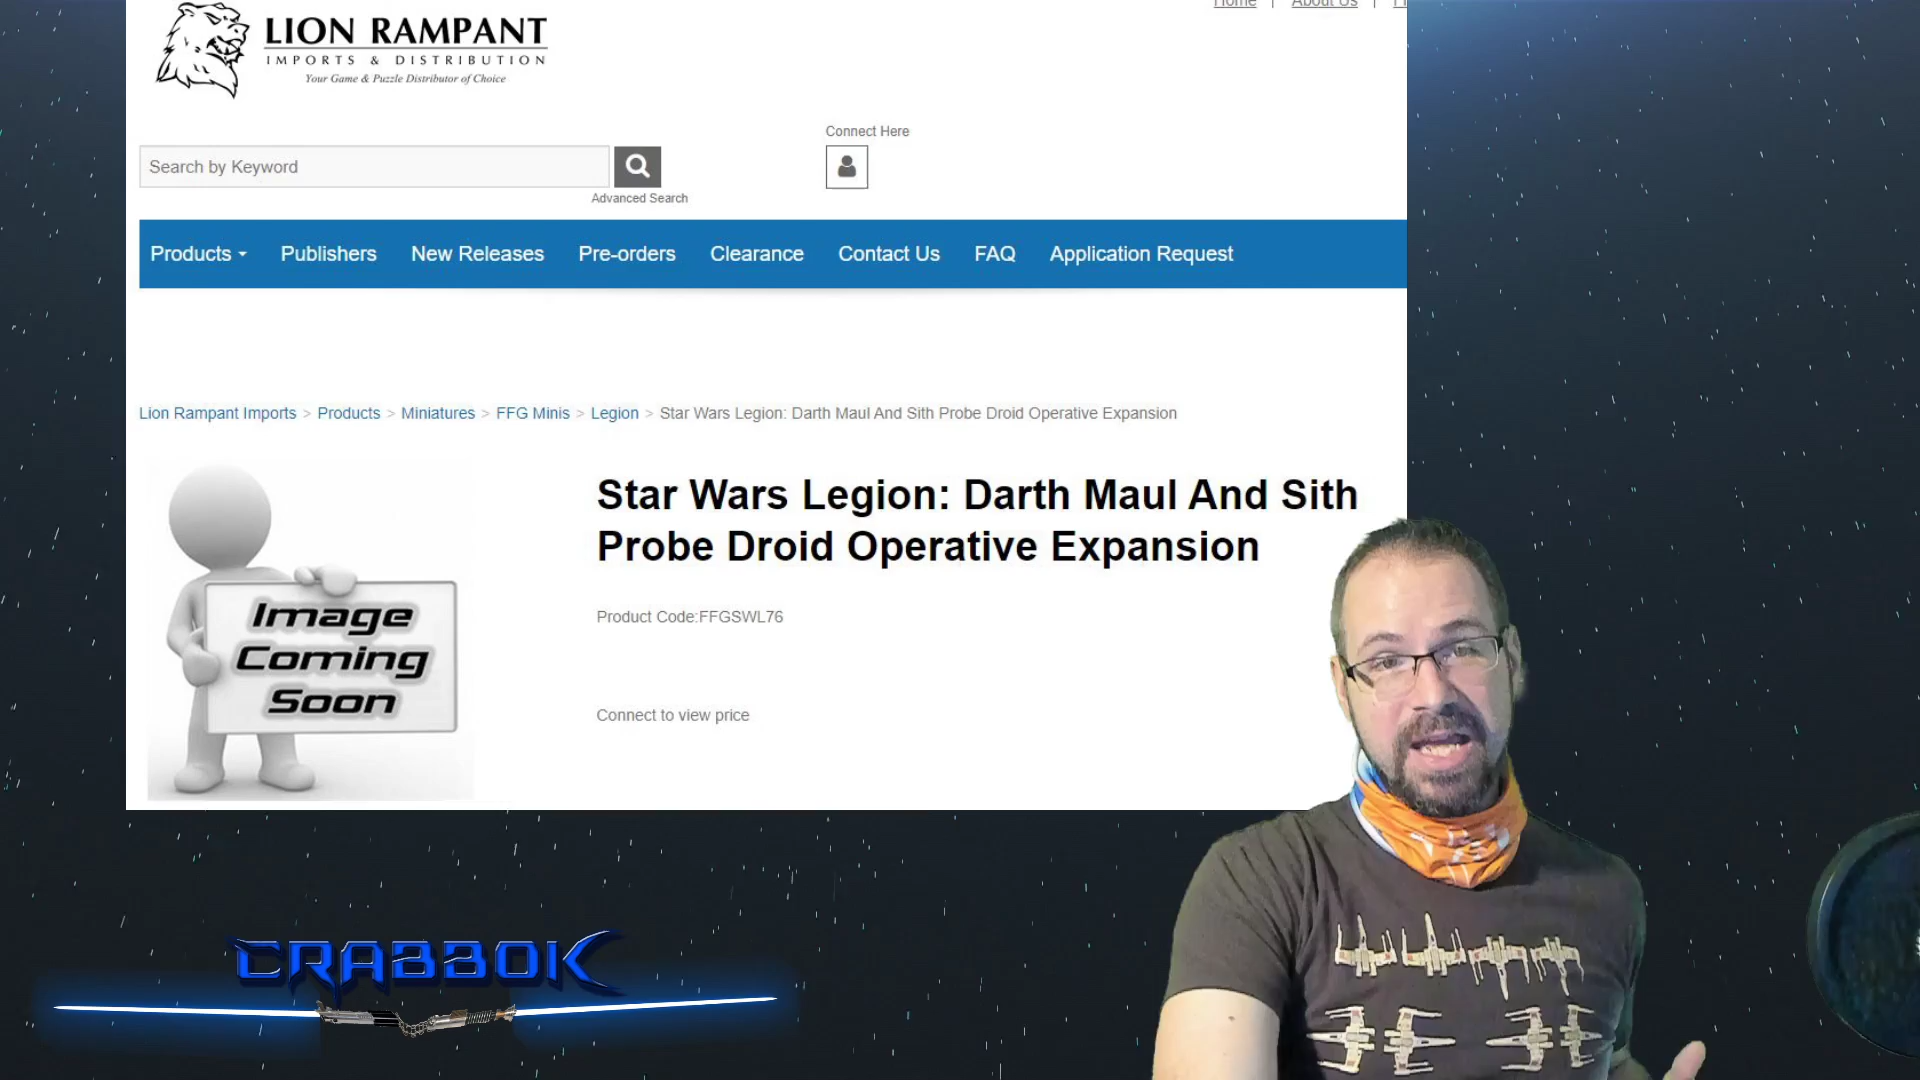 Home | About Us |
LION RAMPANT
IMPORTS & DISTRIBUTION
Your Game & Puzzle Distributor of Choice
Connect Here
Search by Keyword
Advanced Search
Products Publishers New Releases Pre-orders Clearance Contact Us FAQ Application Request
Lion Rampant Imports > Products > Miniatures > FFG Minis > Legion > Star Wars Legion: Darth Maul And Sith Probe Droid Operative Expansion
Star Wars Legion: Darth Maul And Sith
Probe Droid Operative Expansion
Image
Coming
Soon
Product Code:FFGSWL76
Connect to view price
CRABBOK